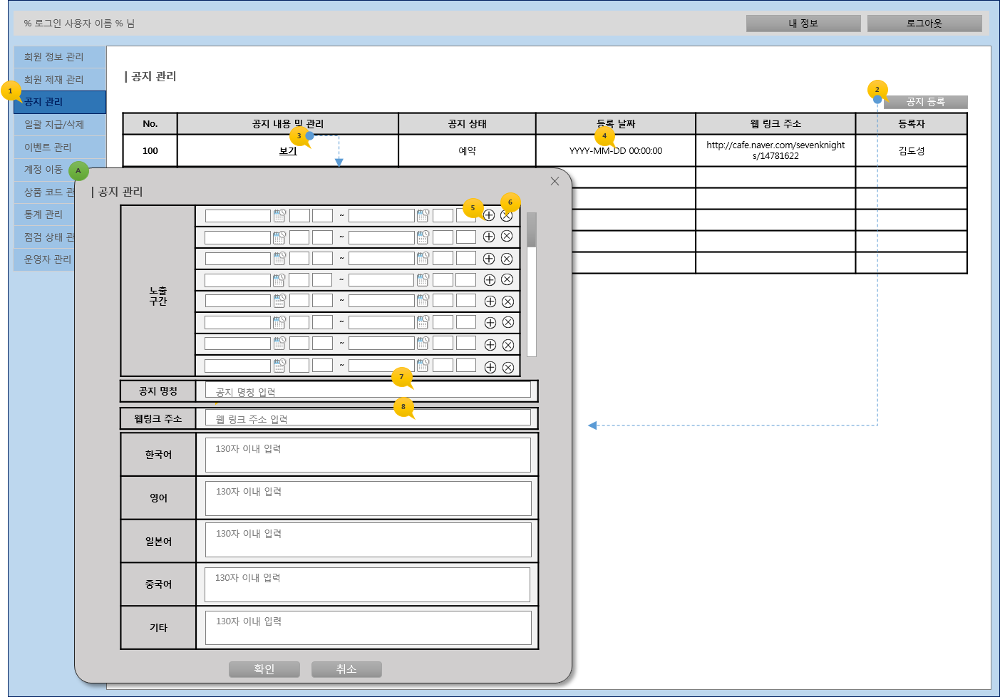 % 로그인 사용자 이름 % 님
내 정보
로그아웃
회원 정보 관리
회원 제재 관리
1
공지 관리
일괄 지급/삭제
이벤트 관리
계정 이동
상품 코드 관
통계 관리
점검 상태 관
운영자 관리
| 공지 관리
2
공지 등록
No.
공지 내용 및 관리
공지 상태
등록 날짜
웹 링크 주소
등록자
3
4
100
보기
예약
YYYY-MM-DD 00:00:00
http://cafe.naver.com/sevenknight
s/14781622
김도성
A
| 공지 관리
5
6
노출
구간
~
~
~
~
~
~
~
~
7
공지 명칭
공지 명칭 입력
8
웹링크 주소
웹 링크 주소 입력
한국어
130자 이내 입력
영어
130자 이내 입력
일본어
130자 이내 입력
중국어
130자 이내 입력
기타
130자 이내 입력
확인
취소